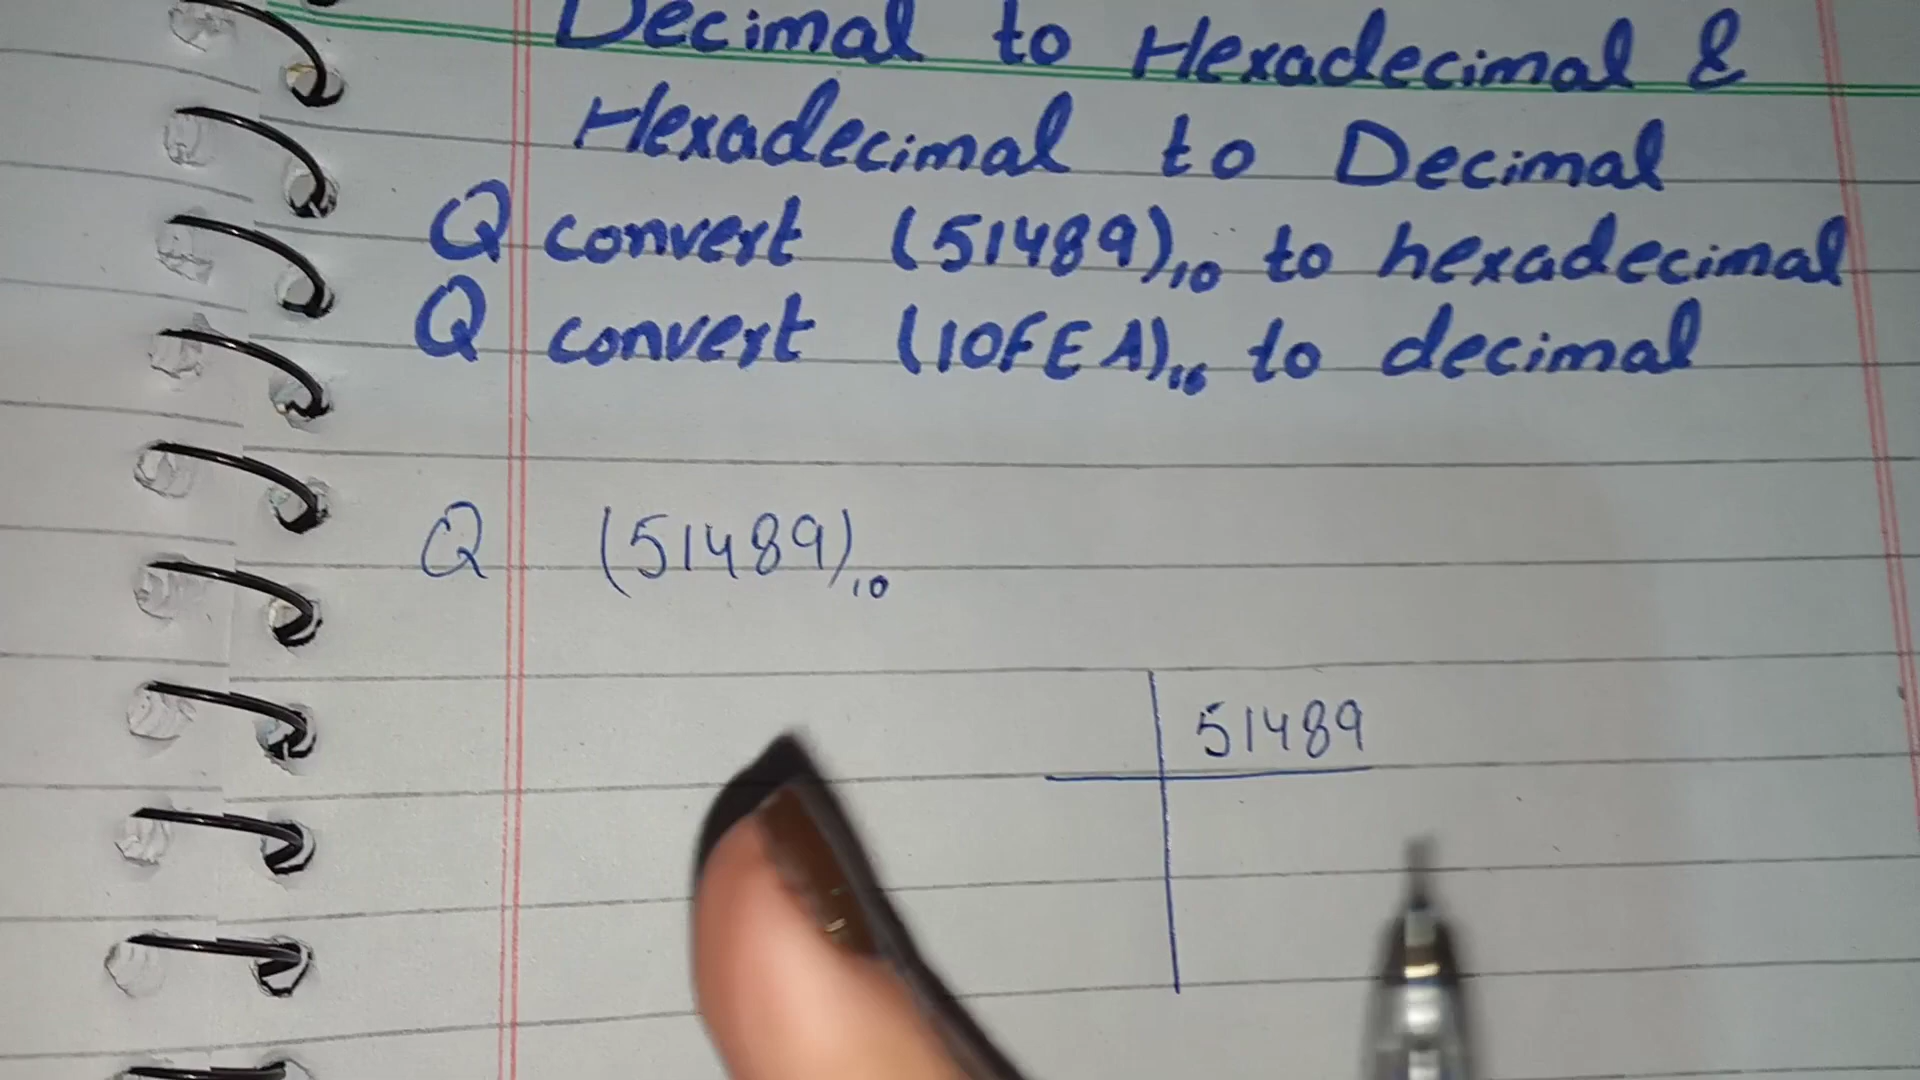 Decimal to Hexadecimal &
Hexadecimal to Decimal
Q convert (51489)₁₀ to hexadecimal
Q convert (10FEA)₁₆ to decimal
Q (51489)₁₀
51489